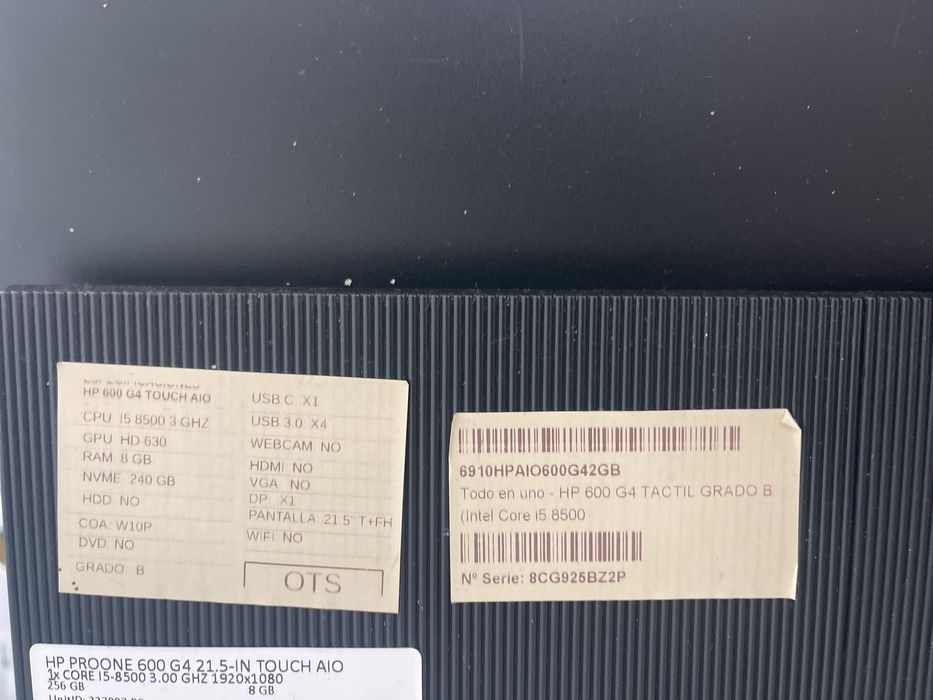 ESPECIFICACIONES
HP 600 G4 TOUCH AIO
CPU: I5 8500 3 GHZ
GPU: HD 630
RAM: 8 GB
NVME: 240 GB
HDD: NO
COA: W10P
DVD: NO
GRADO: B
USB C: X1
USB 3.0: X4
WEBCAM: NO
HDMI: NO
VGA: NO
DP: X1
PANTALLA: 21.5" T+FH
WIFI: NO
OTS
6910HPAIO600G42GB
Todo en uno - HP 600 G4 TACTIL GRADO B
(Intel Core i5 8500
Nº Serie: 8CG925BZ2P
HP PROONE 600 G4 21.5-IN TOUCH AIO
1x CORE I5-8500 3.00 GHZ 1920x1080
256 GB 8 GB